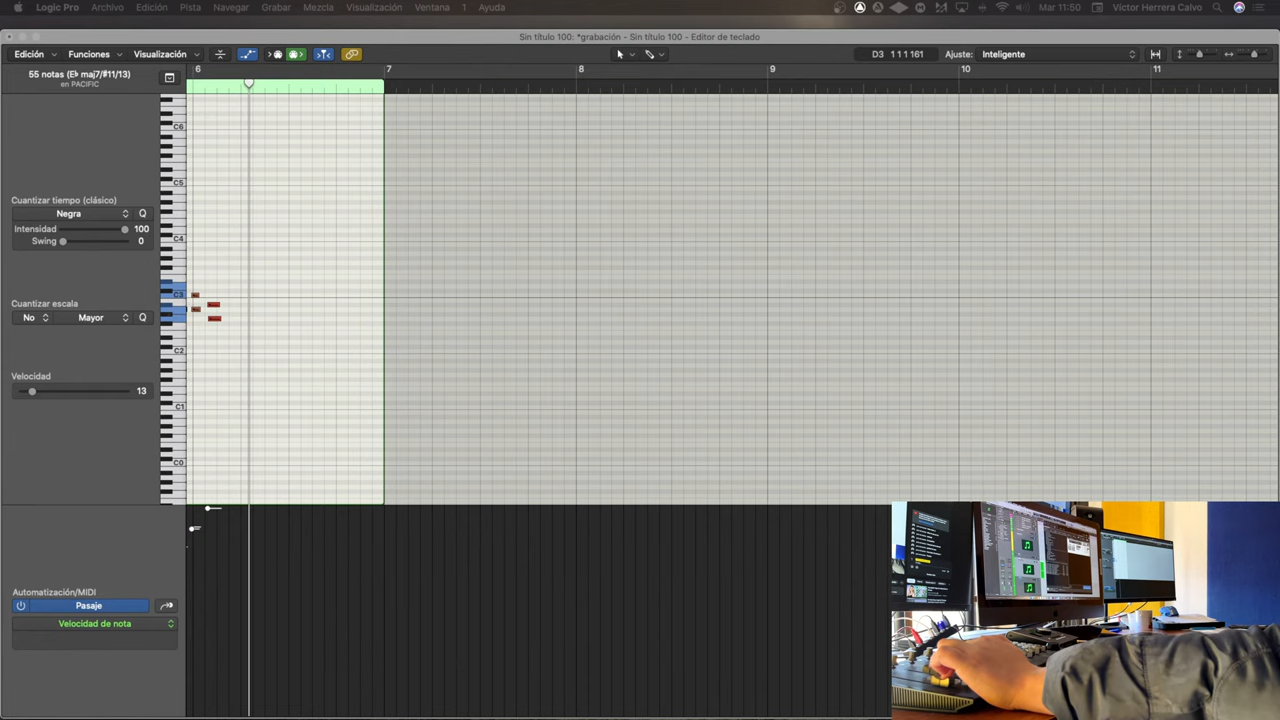 Logic Pro Archivo Edición Pista Navegar Grabar Mezcla Visualización Ventana 1 Ayuda Mar 11:50 Víctor Herrera Calvo
Sin título 100: *grabación - Sin título 100 - Editor de teclado
Edición Funciones Visualización D3 1 1 1 161 Ajuste: Inteligente
55 notas (E♭ maj7/#11/13)
en PACIFIC
6 7 8 9 10 11
C6
C5
Cuantizar tiempo (clásico)
Negra Q
Intensidad 100
Swing 0
C4
C3
Cuantizar escala
No Mayor Q
C2
Velocidad
13
C1
C0
Automatización/MIDI
Pasaje
Velocidad de nota